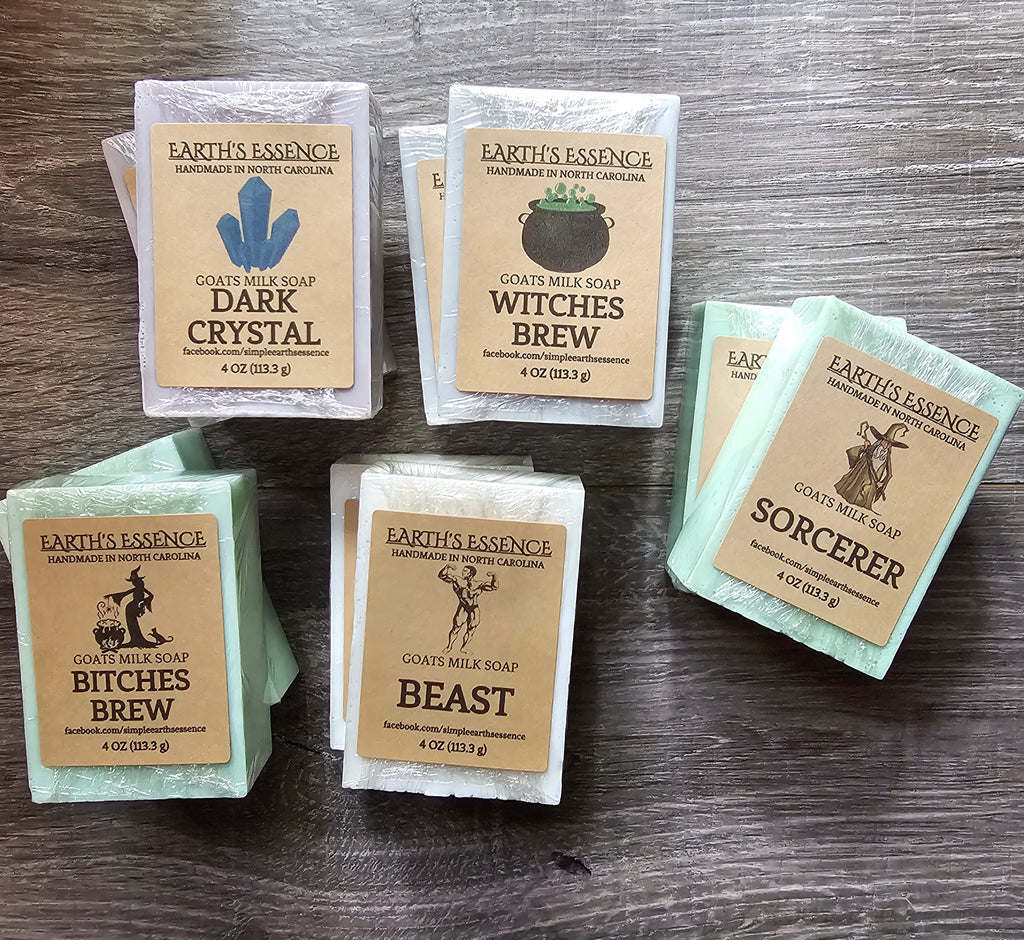 EARTH'S ESSENCE
HANDMADE IN NORTH CAROLINA
GOATS MILK SOAP
DARK
CRYSTAL
facebook.com/simpleearthsessence
4 OZ (113.3 g)
E
H
EARTH'S ESSENCE
HANDMADE IN NORTH CAROLINA
GOATS MILK SOAP
WITCHES
BREW
facebook.com/simpleearthsessence
4 OZ (113.3 g)
EARTH
HAND
EARTH'S ESSENCE
HANDMADE IN NORTH CAROLINA
GOATS MILK SOAP
SORCERER
facebook.com/simpleearthsessence
4 OZ (113.3 g)
EARTH'S ESSENCE
HANDMADE IN NORTH CAROLINA
GOATS MILK SOAP
BITCHES
BREW
facebook.com/simpleearthsessence
4 OZ (113.3 g)
EARTH'S ESSENCE
HANDMADE IN NORTH CAROLINA
GOATS MILK SOAP
BEAST
facebook.com/simpleearthsessence
4 OZ (113.3 g)